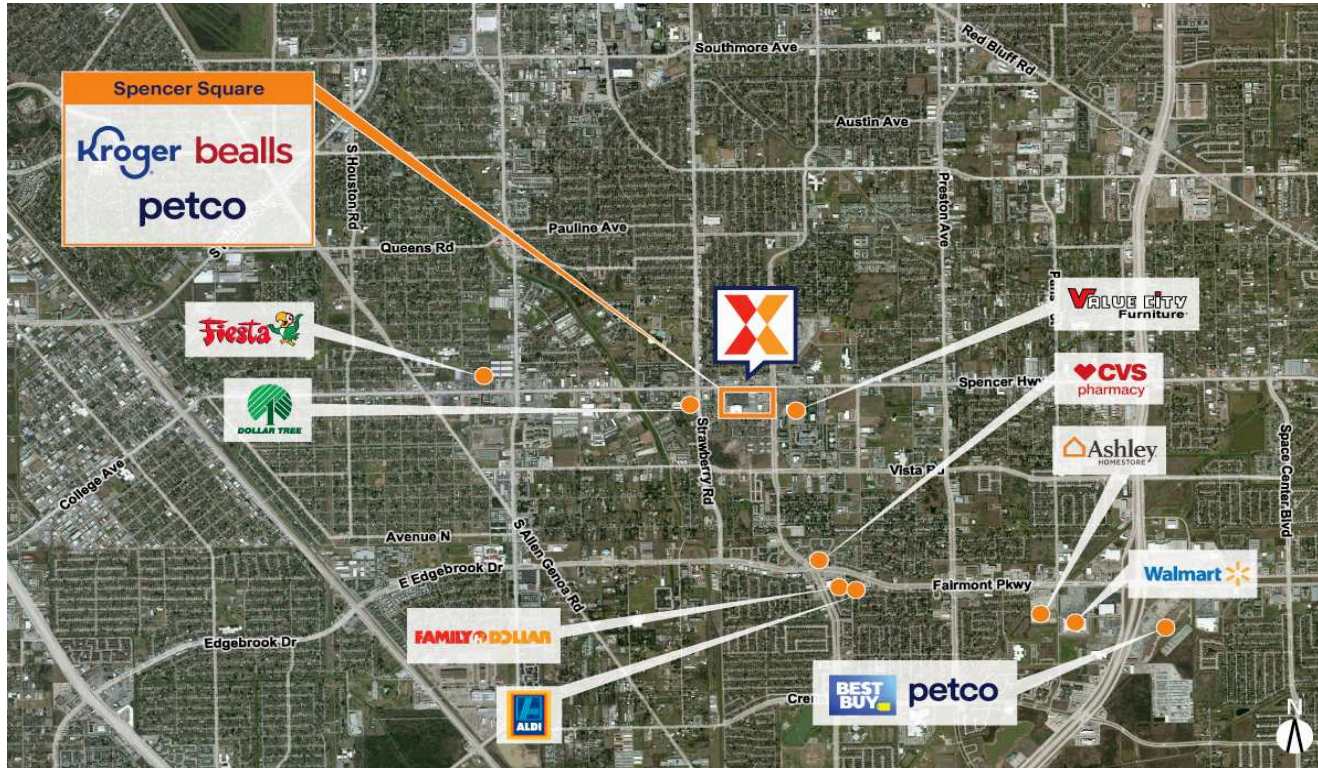 Southmore Ave
Red Bluff Rd
Spencer Square
Kroger bealls
petco
Austin Ave
S Houston Rd
Preston Ave
Pauline Ave
Queens Rd
VALUE CITY
Furniture
Fiesta
CVS
pharmacy
Spencer Hwy
DOLLAR TREE
Ashley
HOMESTORE
Strawberry Rd
Vista Rd
Space Center Blvd
College Ave
Avenue N
S Allen Genoa Rd
E Edgebrook Dr
Fairmont Pkwy
Walmart
FAMILY DOLLAR
Edgebrook Dr
BEST
BUY
petco
ALDI
N